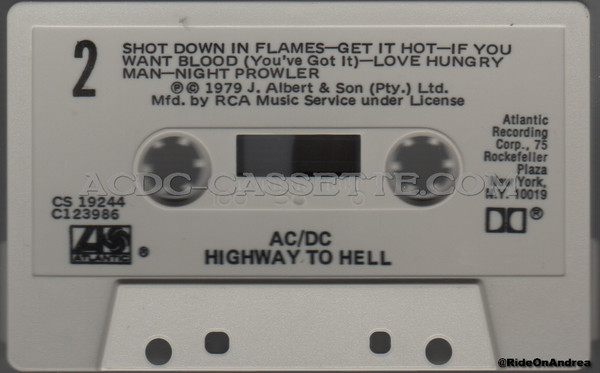 2
SHOT DOWN IN FLAMES—GET IT HOT—IF YOU
WANT BLOOD (You've Got It)—LOVE HUNGRY
MAN—NIGHT PROWLER
℗© 1979 J. Albert & Son (Pty.) Ltd.
Mfd. by RCA Music Service under License
Atlantic
Recording
Corp., 75
Rockefeller
Plaza
New York,
N.Y. 10019
ACDC-CASSETTE.COM
CS 19244
C123986
ATLANTIC ®
®
AC/DC
HIGHWAY TO HELL
@RideOnAndrea